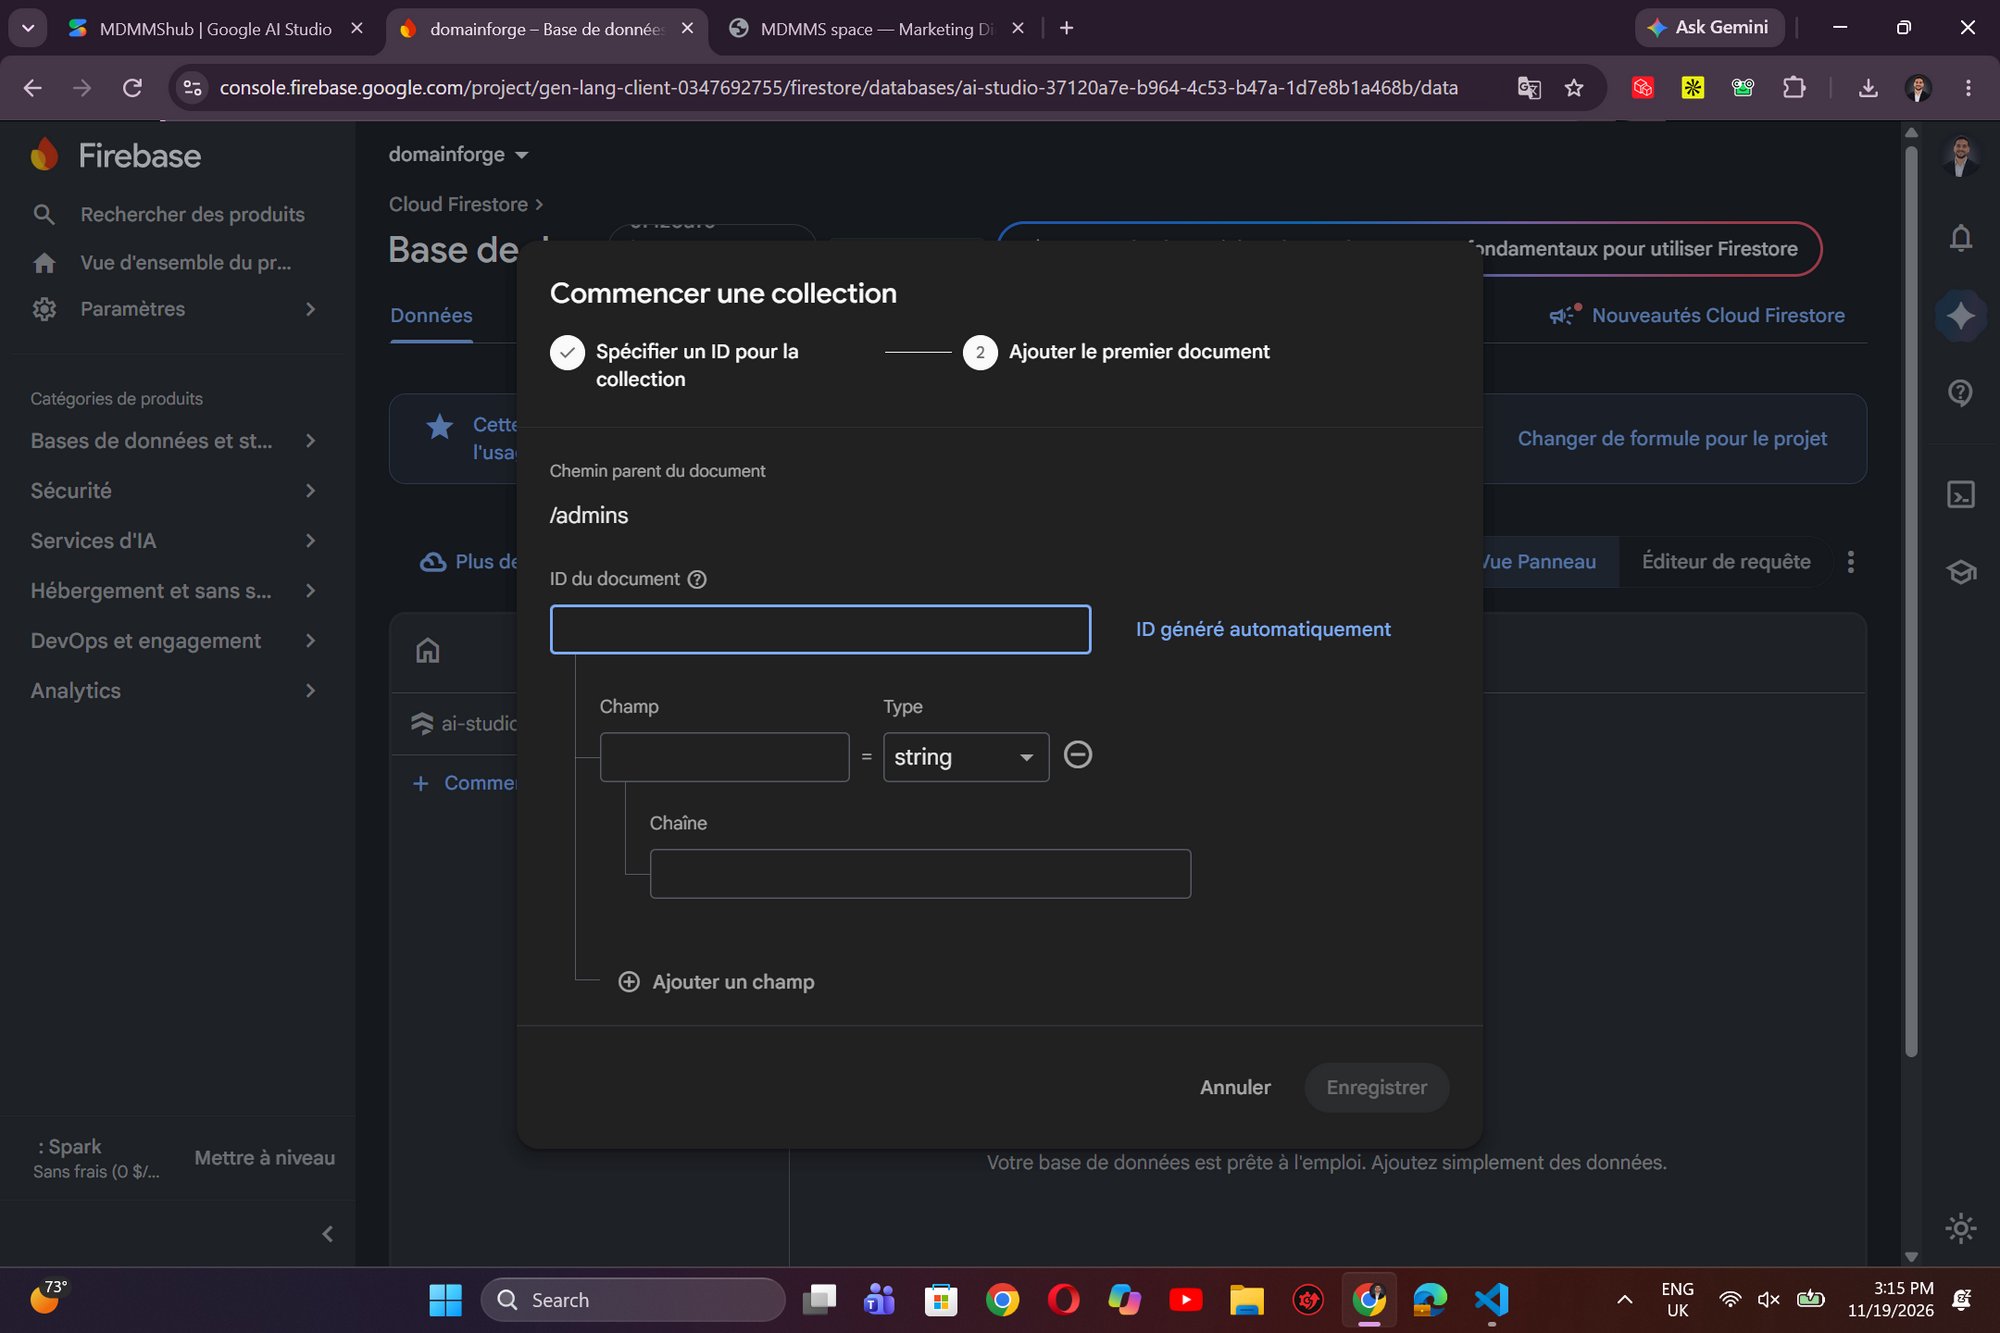 MDMMShub | Google AI Studio
domainforge – Base de données
MDMMS space — Marketing Di
Ask Gemini
console.firebase.google.com/project/gen-lang-client-0347692755/firestore/databases/ai-studio-37120a7e-b964-4c53-b47a-1d7e8b1a468b/data
Firebase
Rechercher des produits
Vue d'ensemble du pr...
Paramètres
Catégories de produits
Bases de données et st...
Sécurité
Services d'IA
Hébergement et sans s...
DevOps et engagement
Analytics
: Spark
Sans frais (0 $/...
Mettre à niveau
domainforge
Cloud Firestore
Base de
fondamentaux pour utiliser Firestore
Données
Nouveautés Cloud Firestore
Cette
l'usa
Changer de formule pour le projet
Plus de
Vue Panneau
Éditeur de requête
ai-studio
Commen
Commencer une collection
Spécifier un ID pour la
collection
2 Ajouter le premier document
Chemin parent du document
/admins
ID du document
ID généré automatiquement
Champ
Type
= string
Chaîne
Ajouter un champ
Annuler
Enregistrer
Votre base de données est prête à l'emploi. Ajoutez simplement des données.
73°
Search
ENG
UK
3:15 PM
11/19/2026